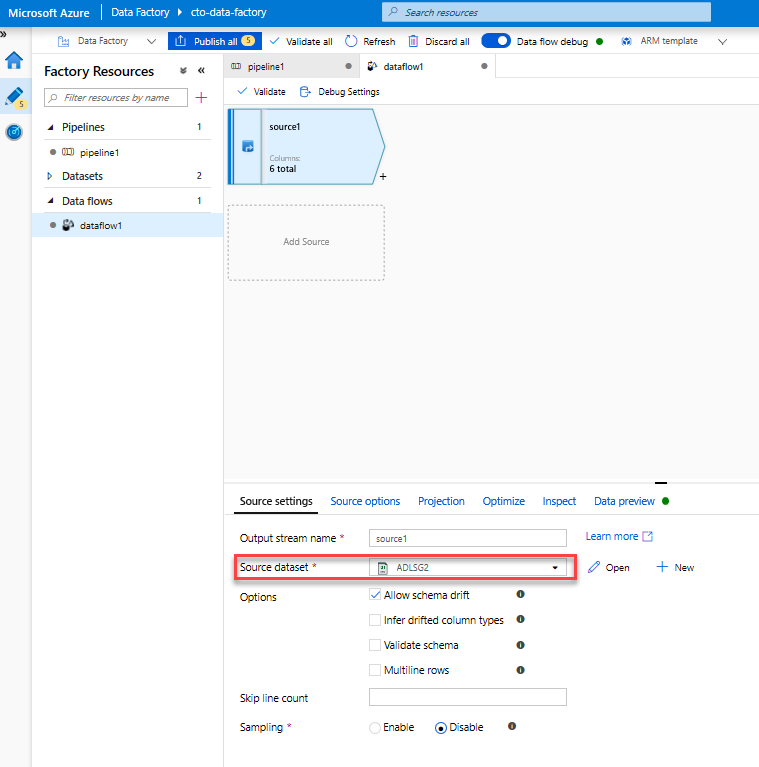 Microsoft Azure Data Factory cto-data-factory Search resources
Data Factory Publish all 5 Validate all Refresh Discard all Data flow debug ARM template
Factory Resources
Filter resources by name
5
Pipelines 1
pipeline1
Datasets 2
Data flows 1
dataflow1
pipeline1 dataflow1
Validate Debug Settings
source1
Columns:
6 total
+
Add Source
Source settings Source options Projection Optimize Inspect Data preview
Output stream name * source1 Learn more
Source dataset * ADLSG2 Open New
Options Allow schema drift
Infer drifted column types
Validate schema
Multiline rows
Skip line count
Sampling * Enable Disable